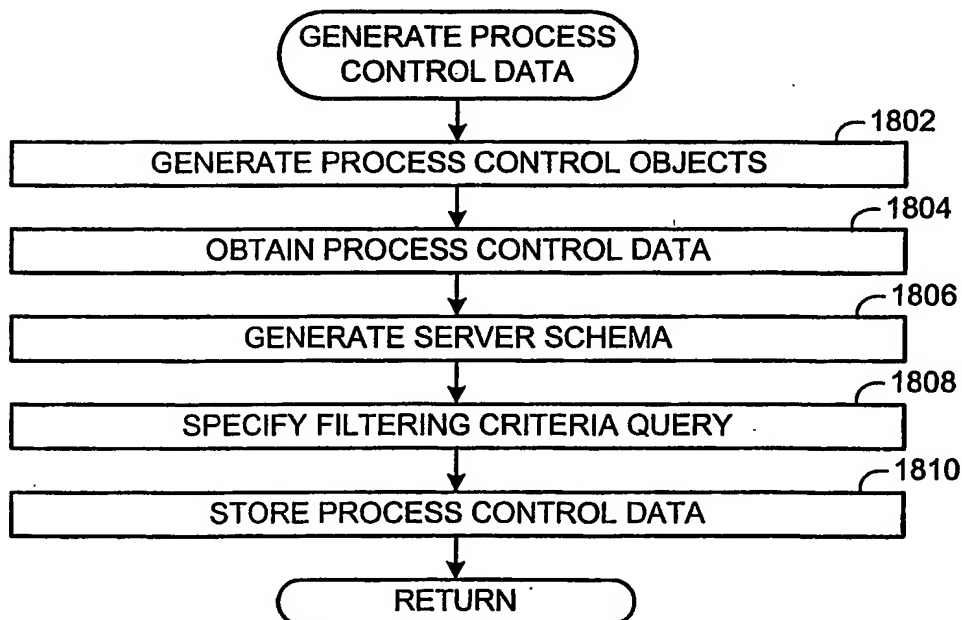 GENERATE PROCESS
CONTROL DATA
1802
GENERATE PROCESS CONTROL OBJECTS
1804
OBTAIN PROCESS CONTROL DATA
1806
GENERATE SERVER SCHEMA
1808
SPECIFY FILTERING CRITERIA QUERY
1810
STORE PROCESS CONTROL DATA
RETURN